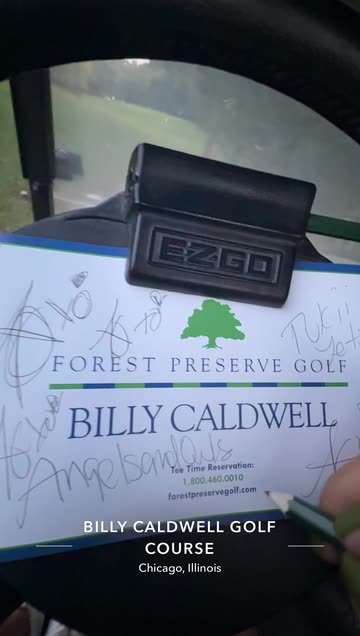 EZGO
FOREST PRESERVE GOLF
BILLY CALDWELL
Tee Time Reservation:
1.800.460.0010
forestpreservegolf.com
BILLY CALDWELL GOLF
COURSE
Chicago, Illinois